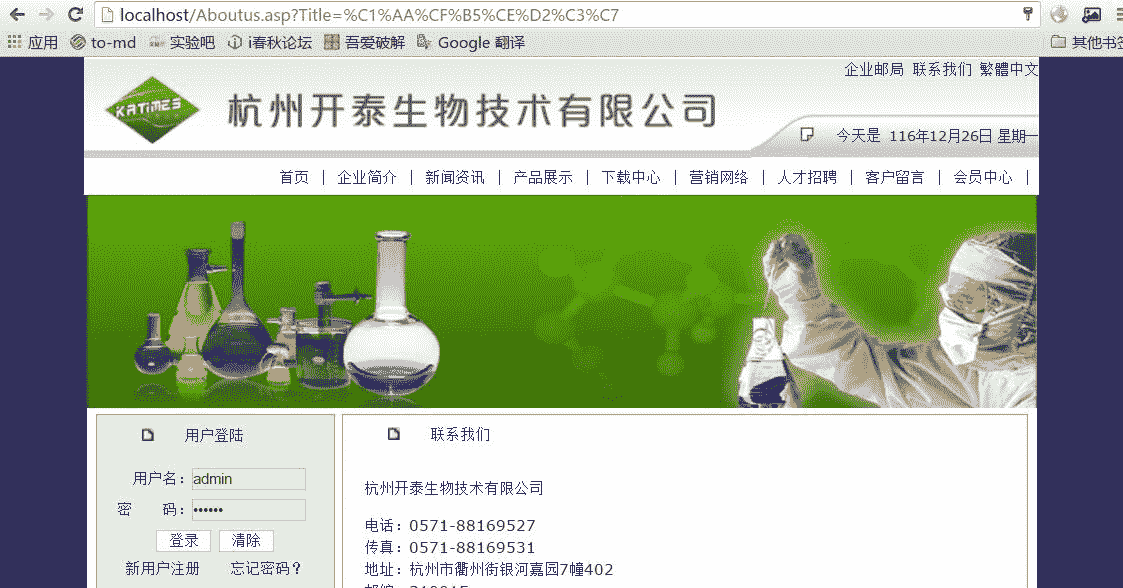 localhost/Aboutus.asp?Title=%C1%AA%CF%B5%CE%D2%C3%C7
应用 to-md 实验吧 i春秋论坛 吾爱破解 Google 翻译 其他书签
企业邮局 联系我们 繁體中文
KATIMES
杭州开泰生物技术有限公司
今天是 116年12月26日 星期一
首页 | 企业简介 | 新闻资讯 | 产品展示 | 下载中心 | 营销网络 | 人才招聘 | 客户留言 | 会员中心 |
用户登陆
用户名：admin
密 码：••••••
登录 清除
新用户注册 忘记密码？
联系我们
杭州开泰生物技术有限公司
电话：0571-88169527
传真：0571-88169531
地址：杭州市衢州街银河嘉园7幢402